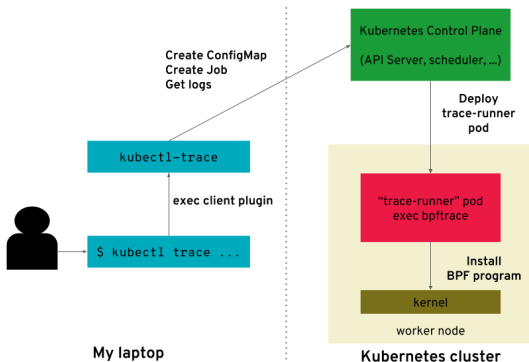 Kubernetes Control Plane
(API Server, scheduler, ...)
Create ConfigMap
Create Job
Get logs
Deploy
trace-runner
pod
kubectl-trace
exec client plugin
"trace-runner" pod
exec bpftrace
$ kubectl trace ...
Install
BPF program
kernel
worker node
My laptop
Kubernetes cluster